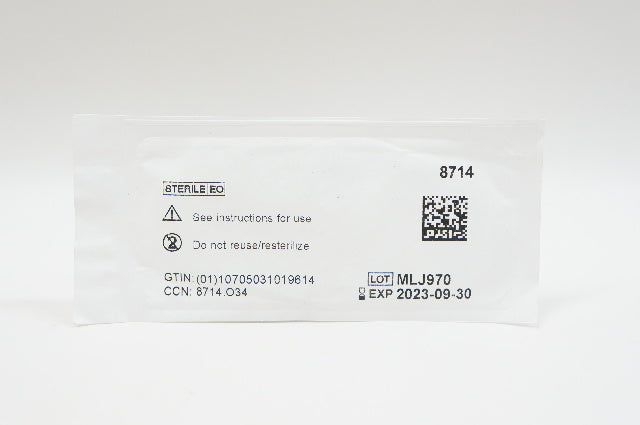 8714
STERILE EO
See instructions for use
Do not reuse/resterilize
GTIN: (01)10705031019614
CCN: 8714.O34
LOT MLJ970
EXP 2023-09-30